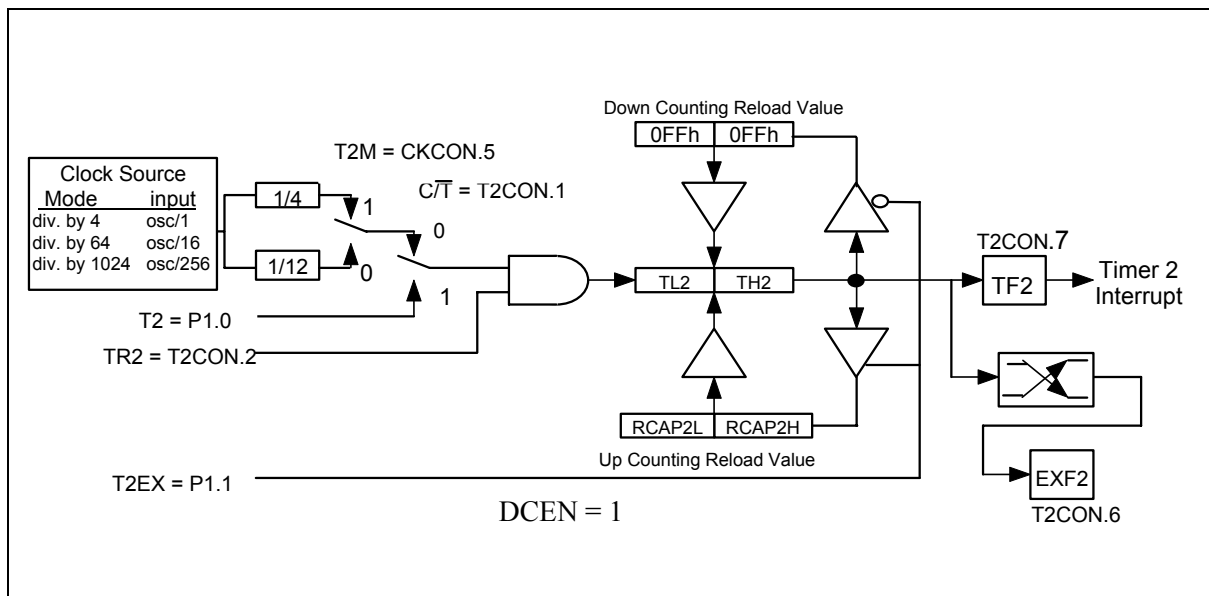 Down Counting Reload Value
0FFh 0FFh
T2M = CKCON.5
Clock Source
Mode input
div. by 4 osc/1
div. by 64 osc/16
div. by 1024 osc/256
1/4
1/12
1
0
C/T̅ = T2CON.1
0
1
T2CON.7
TL2 TH2
TF2
Timer 2
Interrupt
T2 = P1.0
TR2 = T2CON.2
RCAP2L RCAP2H
Up Counting Reload Value
T2EX = P1.1
EXF2
T2CON.6
DCEN = 1